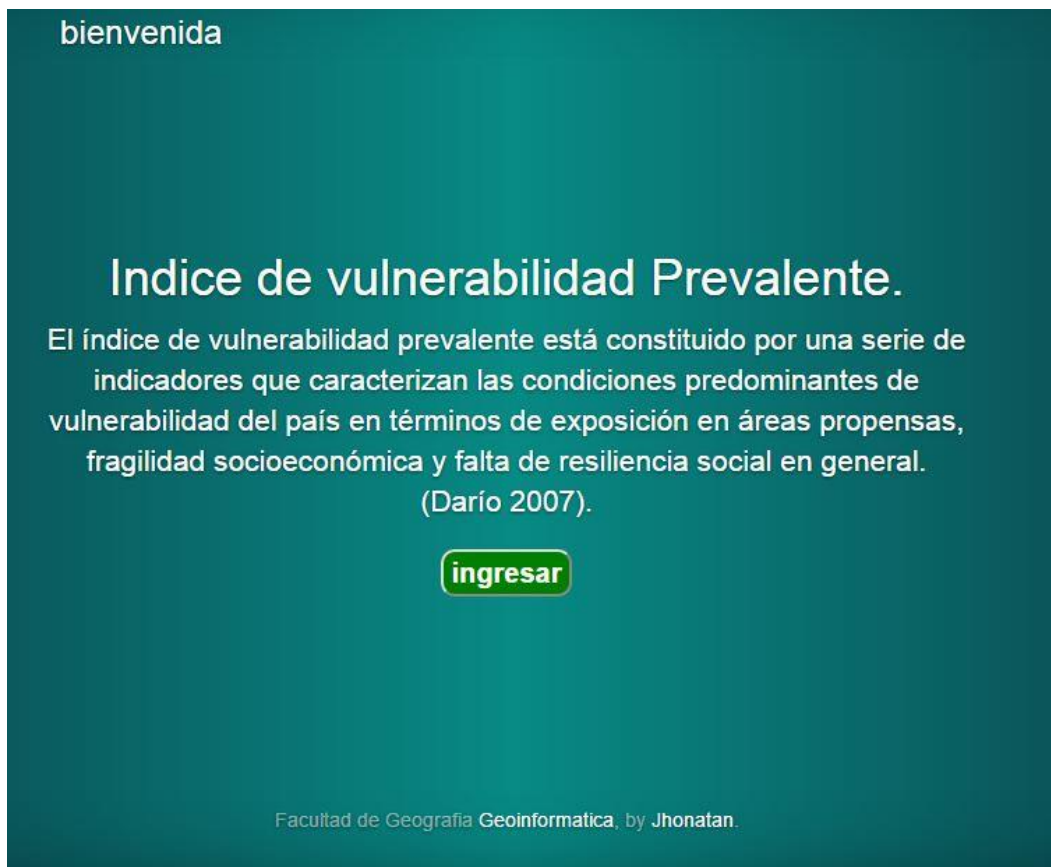 bienvenida
Indice de vulnerabilidad Prevalente.
El índice de vulnerabilidad prevalente está constituido por una serie de
indicadores que caracterizan las condiciones predominantes de
vulnerabilidad del país en términos de exposición en áreas propensas,
fragilidad socioeconómica y falta de resiliencia social en general.
(Darío 2007).
ingresar
Facultad de Geografia Geoinformatica, by Jhonatan.